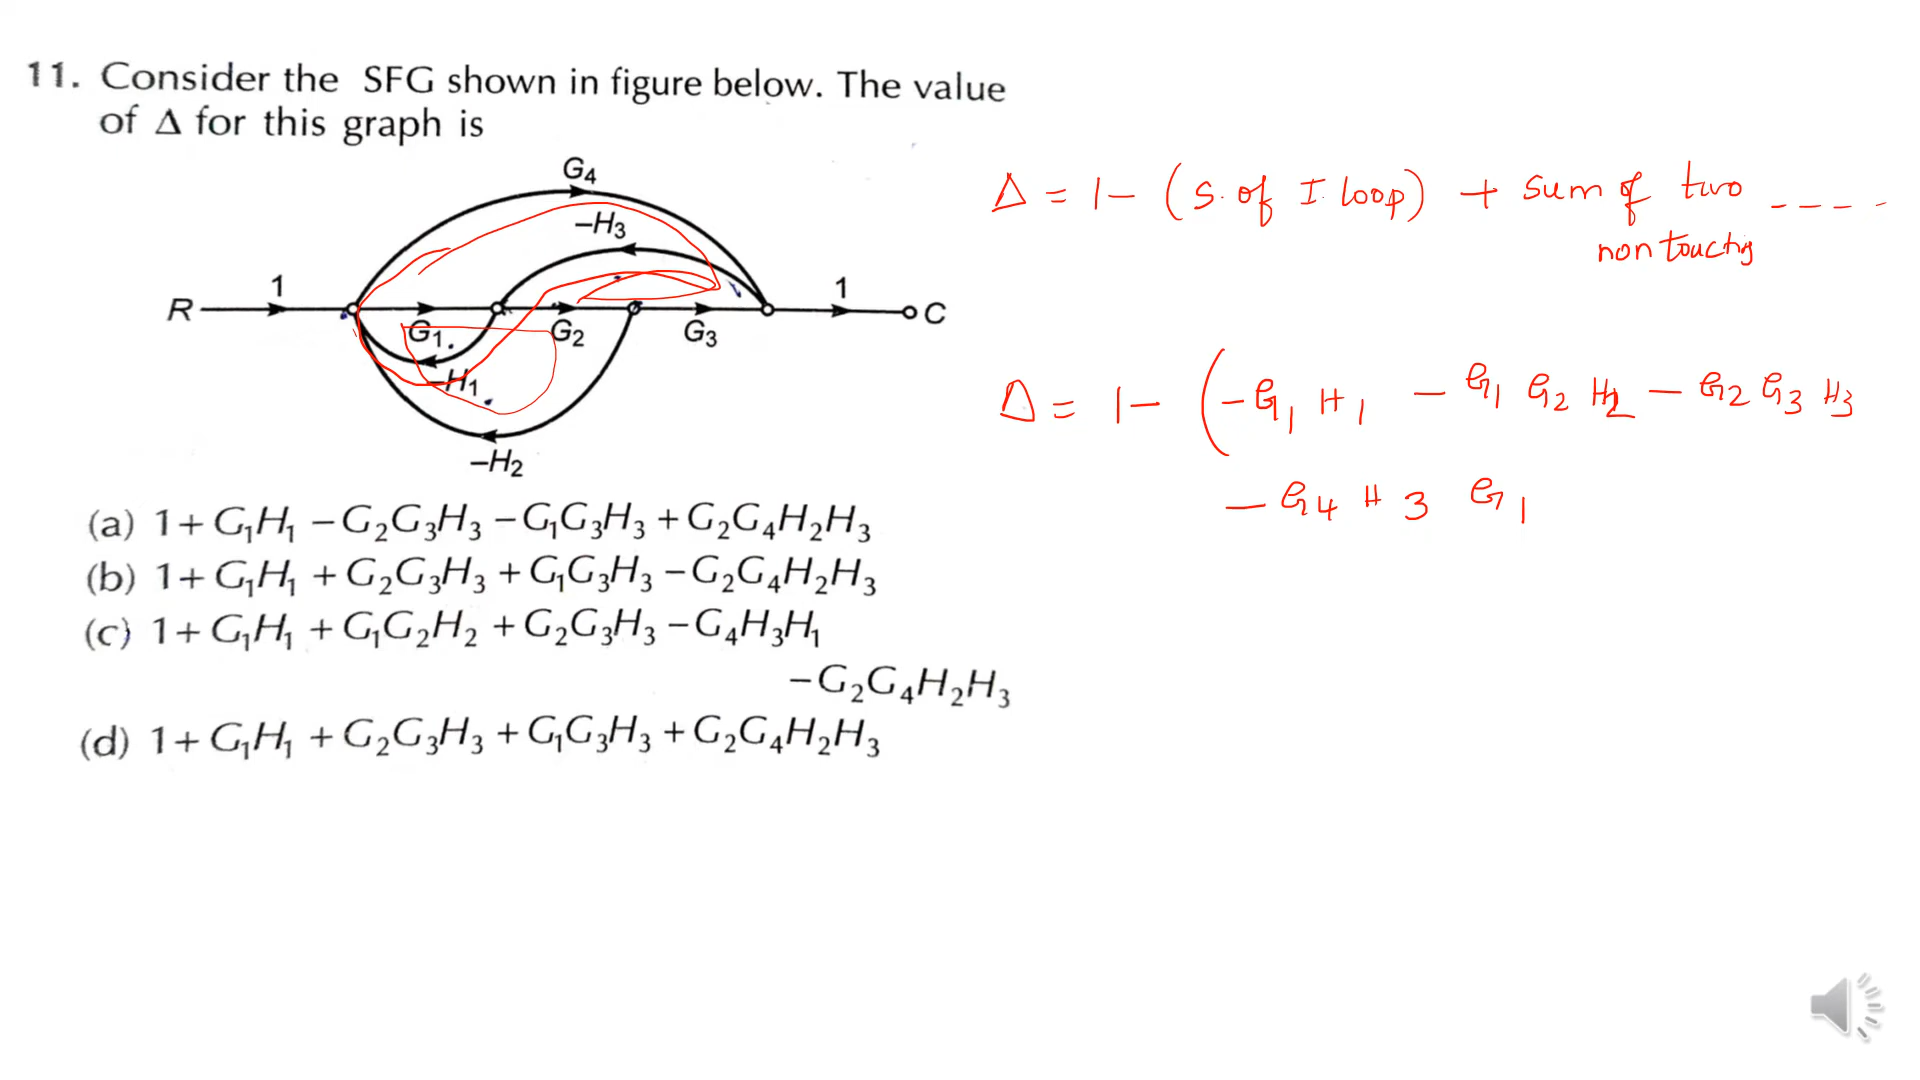 11. Consider the SFG shown in figure below. The value
of Δ for this graph is
G₄
–H₃
R
1
G₁
G₂
G₃
1
C
–H₁
–H₂
(a) 1+G₁H₁ –G₂G₃H₃ –G₁G₃H₃ +G₂G₄H₂H₃
(b) 1+G₁H₁ +G₂G₃H₃ +G₁G₃H₃ –G₂G₄H₂H₃
(c) 1+G₁H₁ +G₁G₂H₂ +G₂G₃H₃ –G₄H₃H₁
–G₂G₄H₂H₃
(d) 1+G₁H₁ +G₂G₃H₃ +G₁G₃H₃ +G₂G₄H₂H₃
Δ = 1– (S. of I. loop) + sum of two ----
non touchig
Δ = 1– (–G₁ H₁ – G₁ G₂ H₂ – G₂ G₃ H₃
– G₄ H₃ G₁